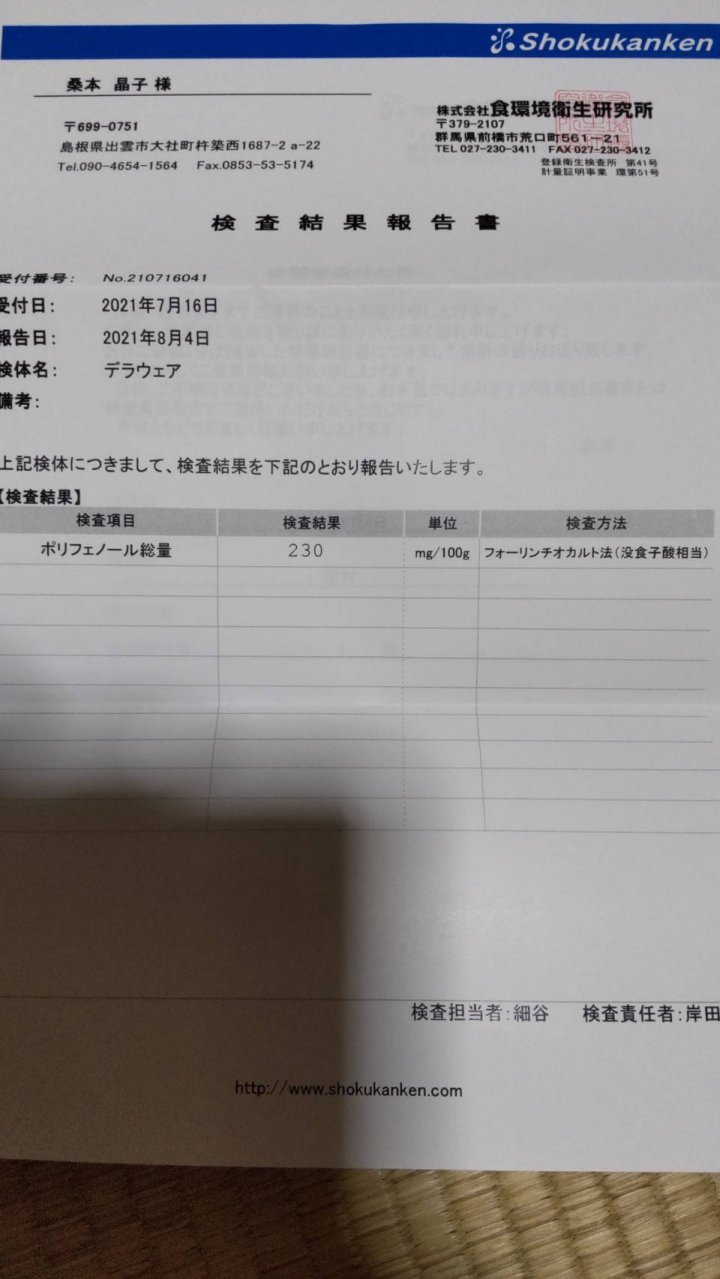 Shokukanken
桑本 晶子 様
〒699-0751
島根県出雲市大社町杵築西1687-2 a-22
Tel.090-4654-1564 Fax.0853-53-5174
株式会社食環境衛生研究所
〒379-2107
群馬県前橋市荒口町561-21
TEL 027-230-3411 FAX 027-230-3412
登録衛生検査所 第41号
計量証明事業 環第51号
検査結果報告書
受付番号: No.210716041
受付日: 2021年7月16日
報告日: 2021年8月4日
検体名: デラウェア
備考:
上記検体につきまして、検査結果を下記のとおり報告いたします。
【検査結果】
検査項目 検査結果 単位 検査方法
ポリフェノール総量 230 mg/100g フォーリンチオカルト法(没食子酸相当)
検査担当者:細谷 検査責任者:岸田
http://www.shokukanken.com